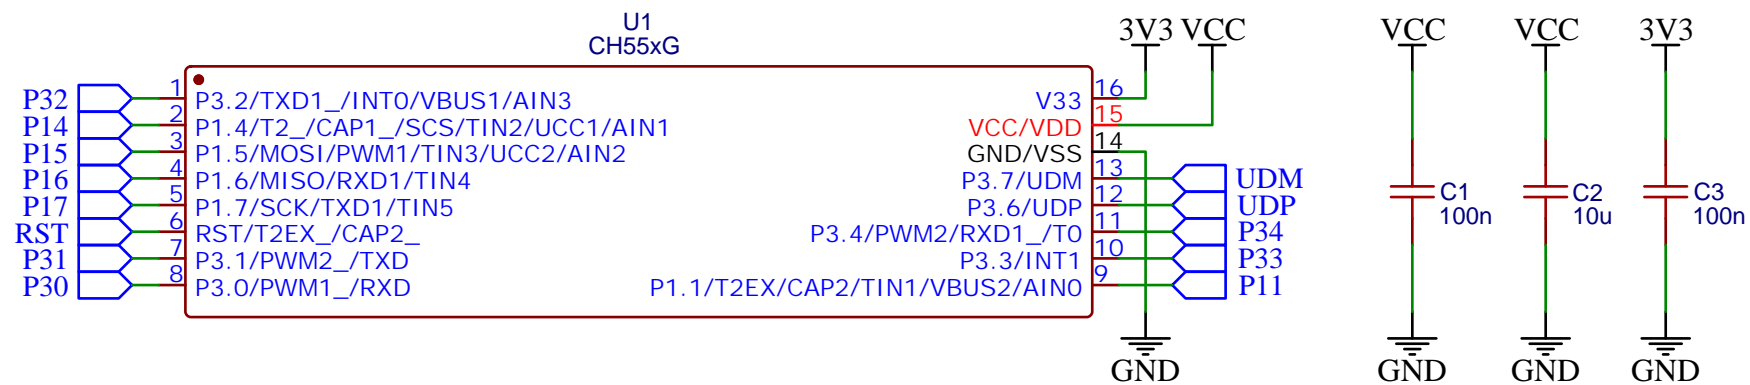 U1
CH55xG
3V3 VCC VCC VCC 3V3
P32 1 P3.2/TXD1_/INT0/VBUS1/AIN3 V33 16
P14 2 P1.4/T2_/CAP1_/SCS/TIN2/UCC1/AIN1 VCC/VDD 15
P15 3 P1.5/MOSI/PWM1/TIN3/UCC2/AIN2 GND/VSS 14
P16 4 P1.6/MISO/RXD1/TIN4 P3.7/UDM 13 UDM
P17 5 P1.7/SCK/TXD1/TIN5 P3.6/UDP 12 UDP
RST 6 RST/T2EX_/CAP2_ P3.4/PWM2/RXD1_/T0 11 P34
P31 7 P3.1/PWM2_/TXD P3.3/INT1 10 P33
P30 8 P3.0/PWM1_/RXD P1.1/T2EX/CAP2/TIN1/VBUS2/AIN0 9 P11
C1 C2 C3
100n 10u 100n
GND GND GND GND